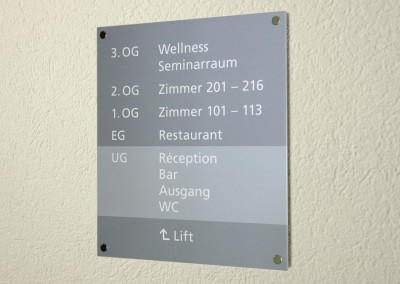 3. OG Wellness
Seminarraum
2. OG Zimmer 201 – 216
1. OG Zimmer 101 – 113
EG Restaurant
UG Réception
Bar
Ausgang
WC
↰ Lift